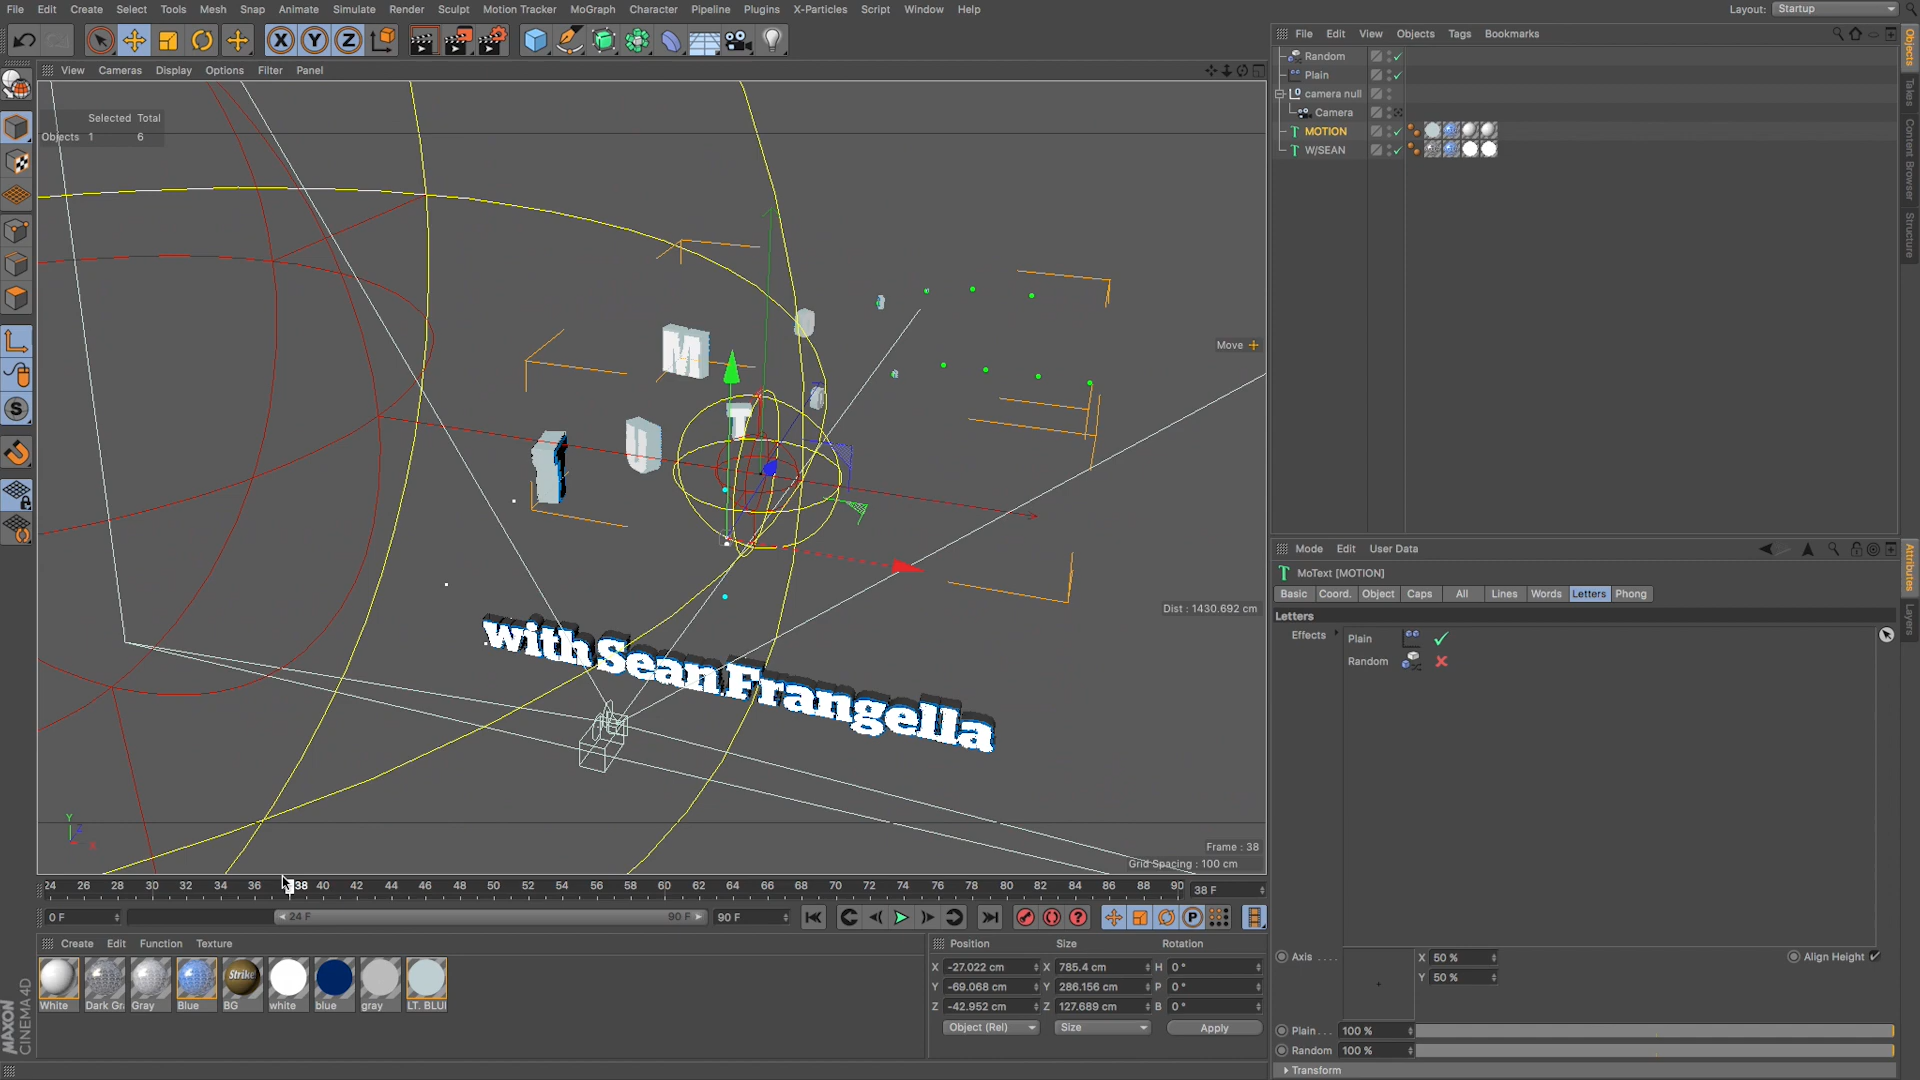 File Edit Create Select Tools Mesh Snap Animate Simulate Render Sculpt Motion Tracker MoGraph Character Pipeline Plugins X-Particles Script Window Help
Layout: Startup
File Edit View Objects Tags Bookmarks
View Cameras Display Options Filter Panel
Selected Total
Objects 1 6
Random
Plain
camera null
Camera
MOTION
W/SEAN
Objects
Takes
Content Browser
Structure
Move
M
T
U
Dist : 1430.692 cm
with Sean Frangella
Y
Z
X
Frame : 38
Grid Spacing : 100 cm
Mode Edit User Data
MoText [MOTION]
Basic Coord. Object Caps All Lines Words Letters Phong
Letters
Effects
Plain
Random
Attributes
Layers
Axis . . . .
X 50 %
Y 50 %
Align Height
Plain . . . 100 %
Random 100 %
Transform
24 26 28 30 32 34 36 38 40 42 44 46 48 50 52 54 56 58 60 62 64 66 68 70 72 74 76 78 80 82 84 86 88 90 38 F
0 F 24 F 90 F 90 F
Create Edit Function Texture
White Dark Gr Gray Blue BG white blue gray LT. BLUI
Strike
Position Size Rotation
X -27.022 cm X 785.4 cm H 0 °
Y -69.068 cm Y 286.156 cm P 0 °
Z -42.952 cm Z 127.689 cm B 0 °
Object (Rel) Size Apply
MAXON
CINEMA 4D